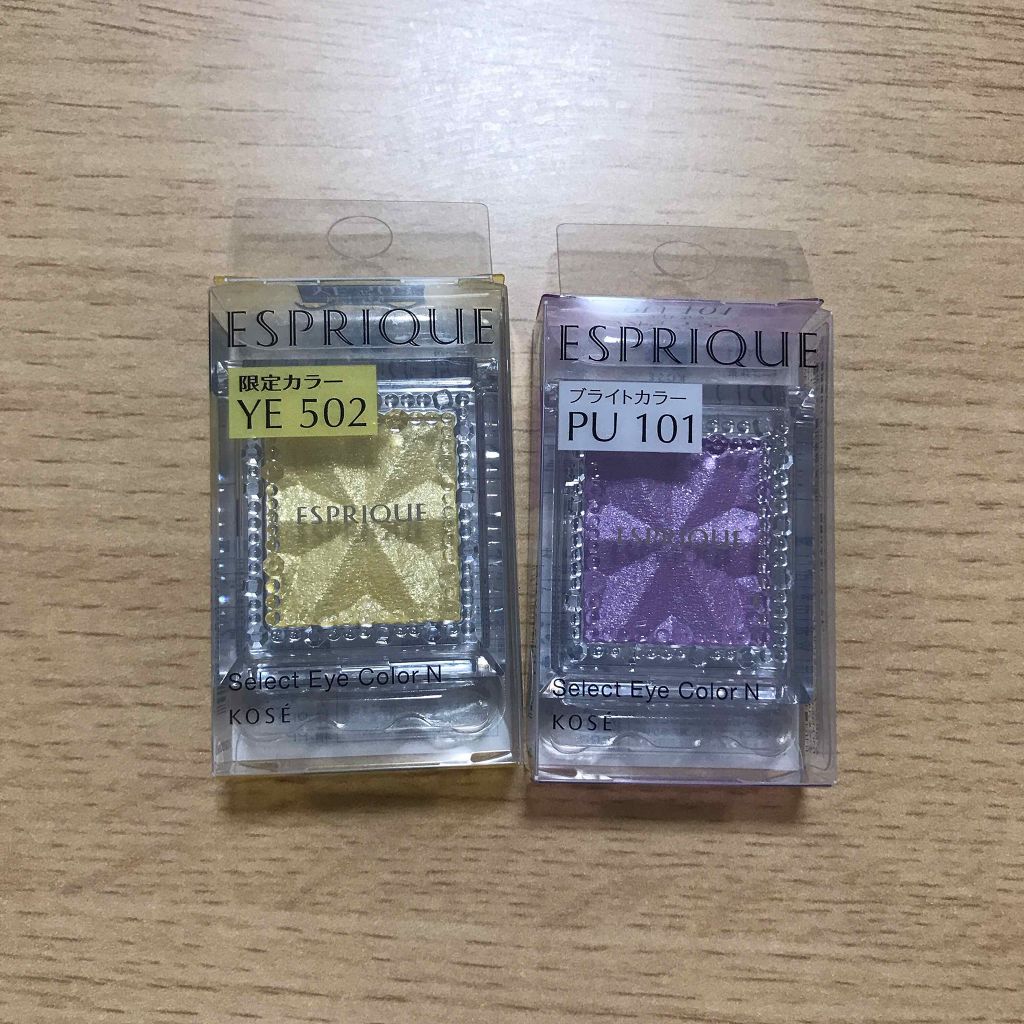 ESPRIQUE
限定カラー
YE 502
ESPRIQUE
Select Eye Color N
KOSÉ
ESPRIQUE
ブライトカラー
PU 101
ESPRIQUE
Select Eye Color N
KOSÉ